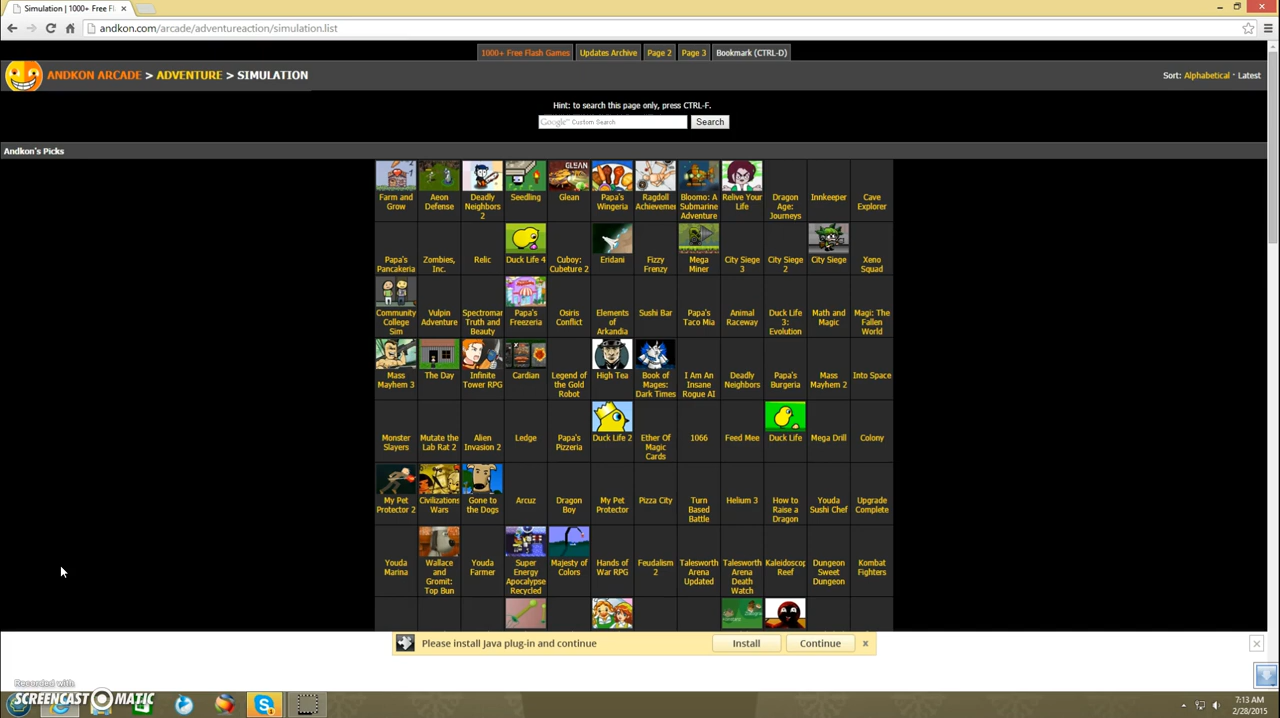 Simulation | 1000+ Free Fl
andkon.com/arcade/adventureaction/simulation.list
1000+ Free Flash Games Updates Archive Page 2 Page 3 Bookmark (CTRL-D)
ANDKON ARCADE > ADVENTURE > SIMULATION
Sort: Alphabetical · Latest
Hint: to search this page only, press CTRL-F.
Google Custom Search Search
Andkon's Picks
GLEAN
Farm and Grow
Aeon Defense
Deadly Neighbors 2
Seedling
Glean
Papa's Wingeria
Ragdoll Achievemen
Bloomo: A Submarine Adventure
Relive Your Life
Dragon Age: Journeys
Innkeeper
Cave Explorer
Papa's Pancakeria
Zombies, Inc.
Relic
Duck Life 4
Cuboy: Cubeture 2
Eridani
Fizzy Frenzy
Mega Miner
City Siege 3
City Siege 2
City Siege
Xeno Squad
Community College Sim
Vulpin Adventure
Spectroman Truth and Beauty
Papa's Freezeria
Osiris Conflict
Elements of Arkandia
Sushi Bar
Papa's Taco Mia
Animal Raceway
Duck Life 3: Evolution
Math and Magic
Magi: The Fallen World
Mass Mayhem 3
The Day
Infinite Tower RPG
Cardian
Legend of the Gold Robot
High Tea
Book of Mages: Dark Times
I Am An Insane Rogue AI
Deadly Neighbors
Papa's Burgeria
Mass Mayhem 2
Into Space
Monster Slayers
Mutate the Lab Rat 2
Alien Invasion 2
Ledge
Papa's Pizzeria
Duck Life 2
Ether Of Magic Cards
1066
Feed Mee
Duck Life
Mega Drill
Colony
My Pet Protector 2
Civilizations Wars
Gone to the Dogs
Arcuz
Dragon Boy
My Pet Protector
Pizza City
Turn Based Battle
Helium 3
How to Raise a Dragon
Youda Sushi Chef
Upgrade Complete
Youda Marina
Wallace and Gromit: Top Bun
Youda Farmer
Super Energy Apocalypse Recycled
Majesty of Colors
Hands of War RPG
Feudalism 2
Talesworth Arena Updated
Talesworth Arena Death Watch
Kaleidoscop Reef
Dungeon Sweet Dungeon
Kombat Fighters
Please install Java plug-in and continue Install Continue
Recorded with
SCREENCAST-O-MATIC
7:13 AM
2/28/2015